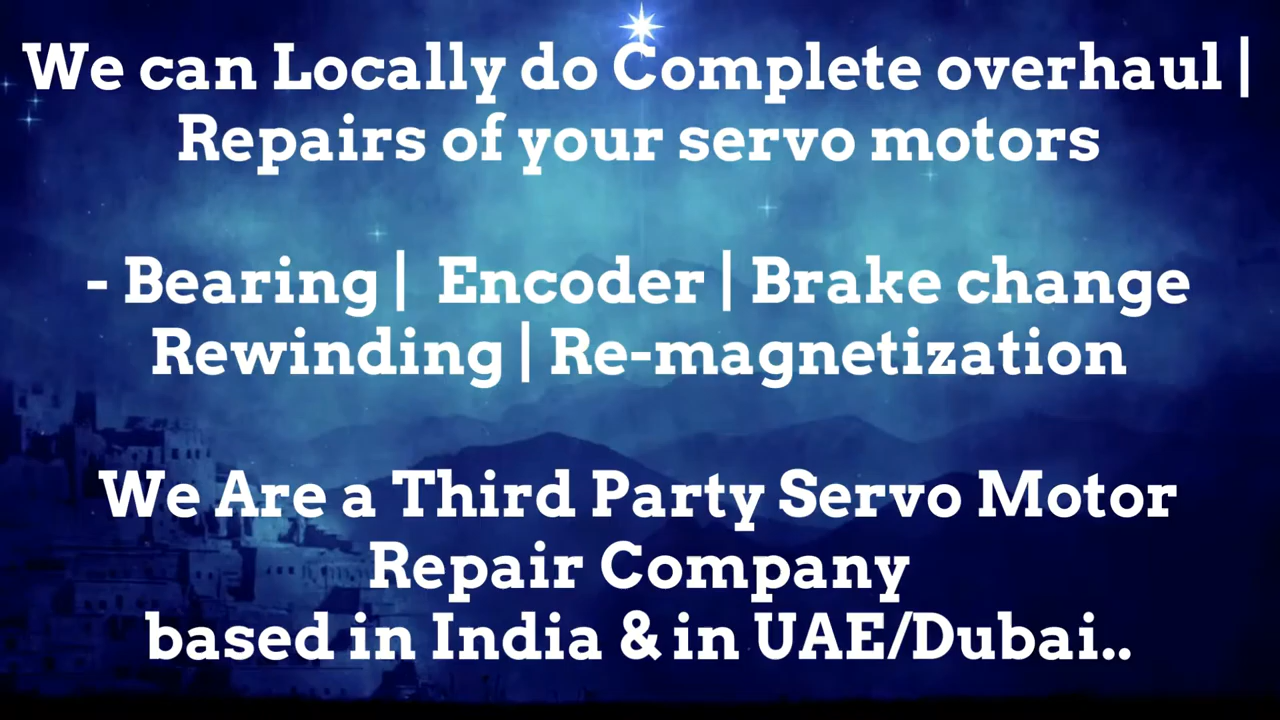 We can Locally do Complete overhaul |
Repairs of your servo motors
- Bearing | Encoder | Brake change
Rewinding | Re-magnetization
We Are a Third Party Servo Motor
Repair Company
based in India & in UAE/Dubai..